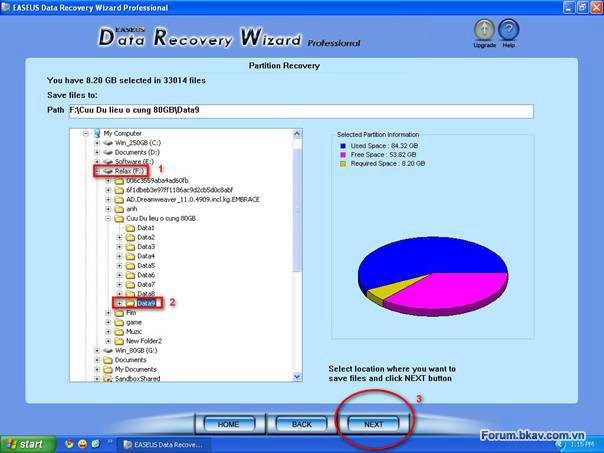 EASEUS Data Recovery Wizard Professional
EASEUS
Data Recovery Wizard Professional
Upgrade Help
Partition Recovery
You have 8.20 GB selected in 33014 files
Save files to:
Path F:\Cuu Du lieu o cung 80GB\Data9
My Computer
Win_250GB (C:)
Documents (D:)
Software (E:)
Relax (F:) 1
006c3559aba4ad60fb
6f1dbeb3e97ff1186ac9d2cb5d0c8abf
AD.Dreamweaver_11.0.4909.incl.kg.EMBRACE
anh
Cuu Du lieu o cung 80GB
Data1
Data2
Data3
Data4
Data5
Data6
Data7
Data8
Data9 2
Fim
game
Muzic
New Folder2
Win_80GB (G:)
Documents
My Documents
SandboxShared
Selected Partition Information
Used Space : 84.32 GB
Free Space : 53.82 GB
Required Space : 8.20 GB
Select location where you want to
save files and click NEXT button
3
HOME BACK NEXT
Forum.bkav.com.vn
start EASEUS Data Recove... 1:15 PM